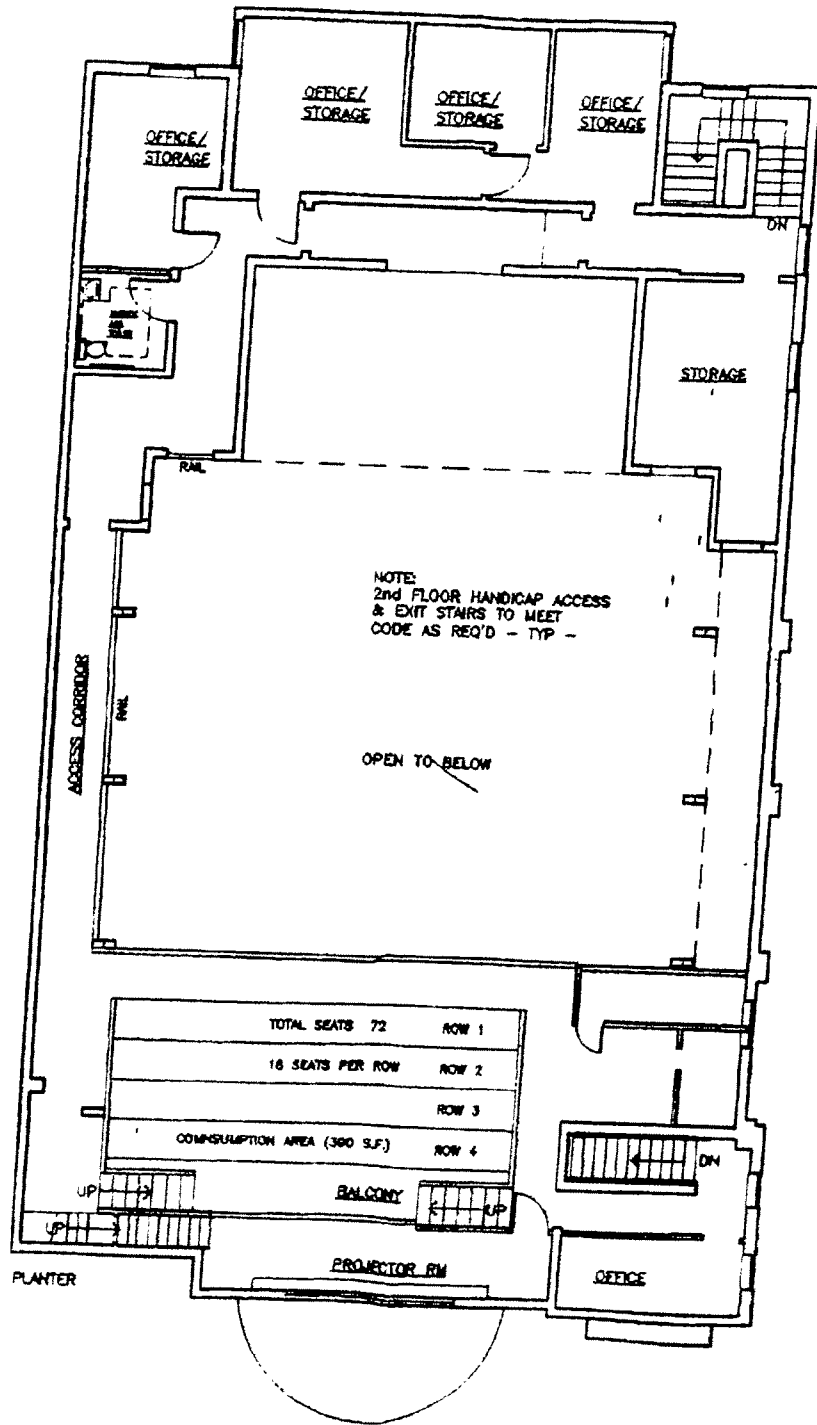 OFFICE/
STORAGE
OFFICE/
STORAGE
OFFICE/
STORAGE
OFFICE/
STORAGE
DN
STORAGE
RAIL
NOTE:
2nd FLOOR HANDICAP ACCESS
& EXIT STAIRS TO MEET
CODE AS REQ'D - TYP -
ACCESS CORRIDOR
RAIL
OPEN TO BELOW
TOTAL SEATS 72 ROW 1
18 SEATS PER ROW ROW 2
ROW 3
COMNSUMPTION AREA (390 S.F.) ROW 4
DN
UP
BALCONY
UP
UP
PROJECTOR RM
OFFICE
PLANTER